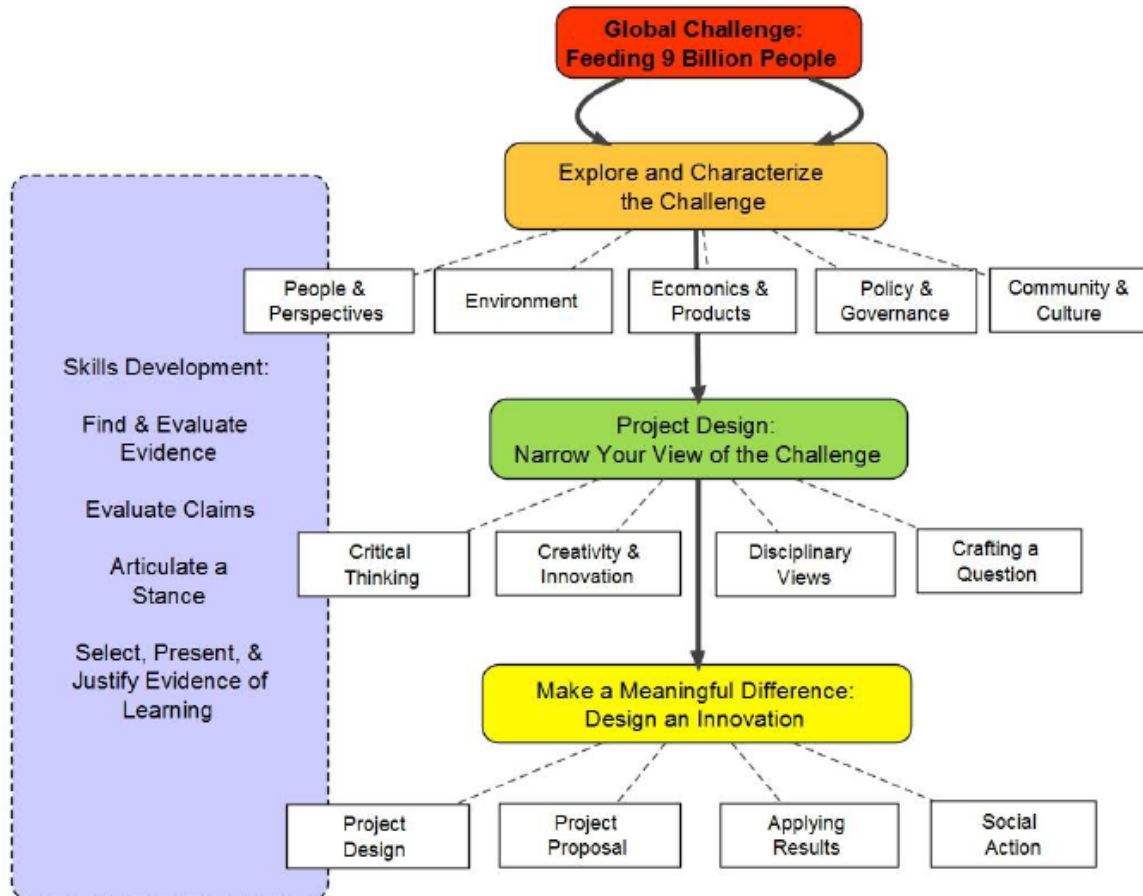 Global Challenge:
Feeding 9 Billion People
Explore and Characterize
the Challenge
People &
Perspectives
Environment
Ecomonics &
Products
Policy &
Governance
Community &
Culture
Skills Development:
Find & Evaluate
Evidence
Evaluate Claims
Articulate a
Stance
Select, Present, &
Justify Evidence of
Learning
Project Design:
Narrow Your View of the Challenge
Critical
Thinking
Creativity &
Innovation
Disciplinary
Views
Crafting a
Question
Make a Meaningful Difference:
Design an Innovation
Project
Design
Project
Proposal
Applying
Results
Social
Action